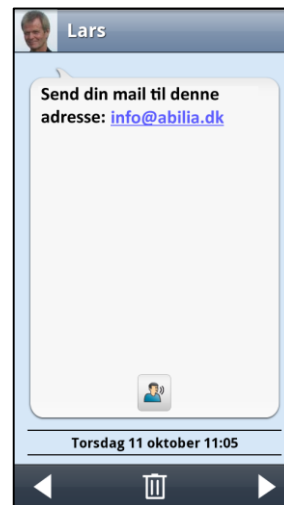 Lars
Send din mail til denne
adresse: info@abilia.dk
Torsdag 11 oktober 11:05